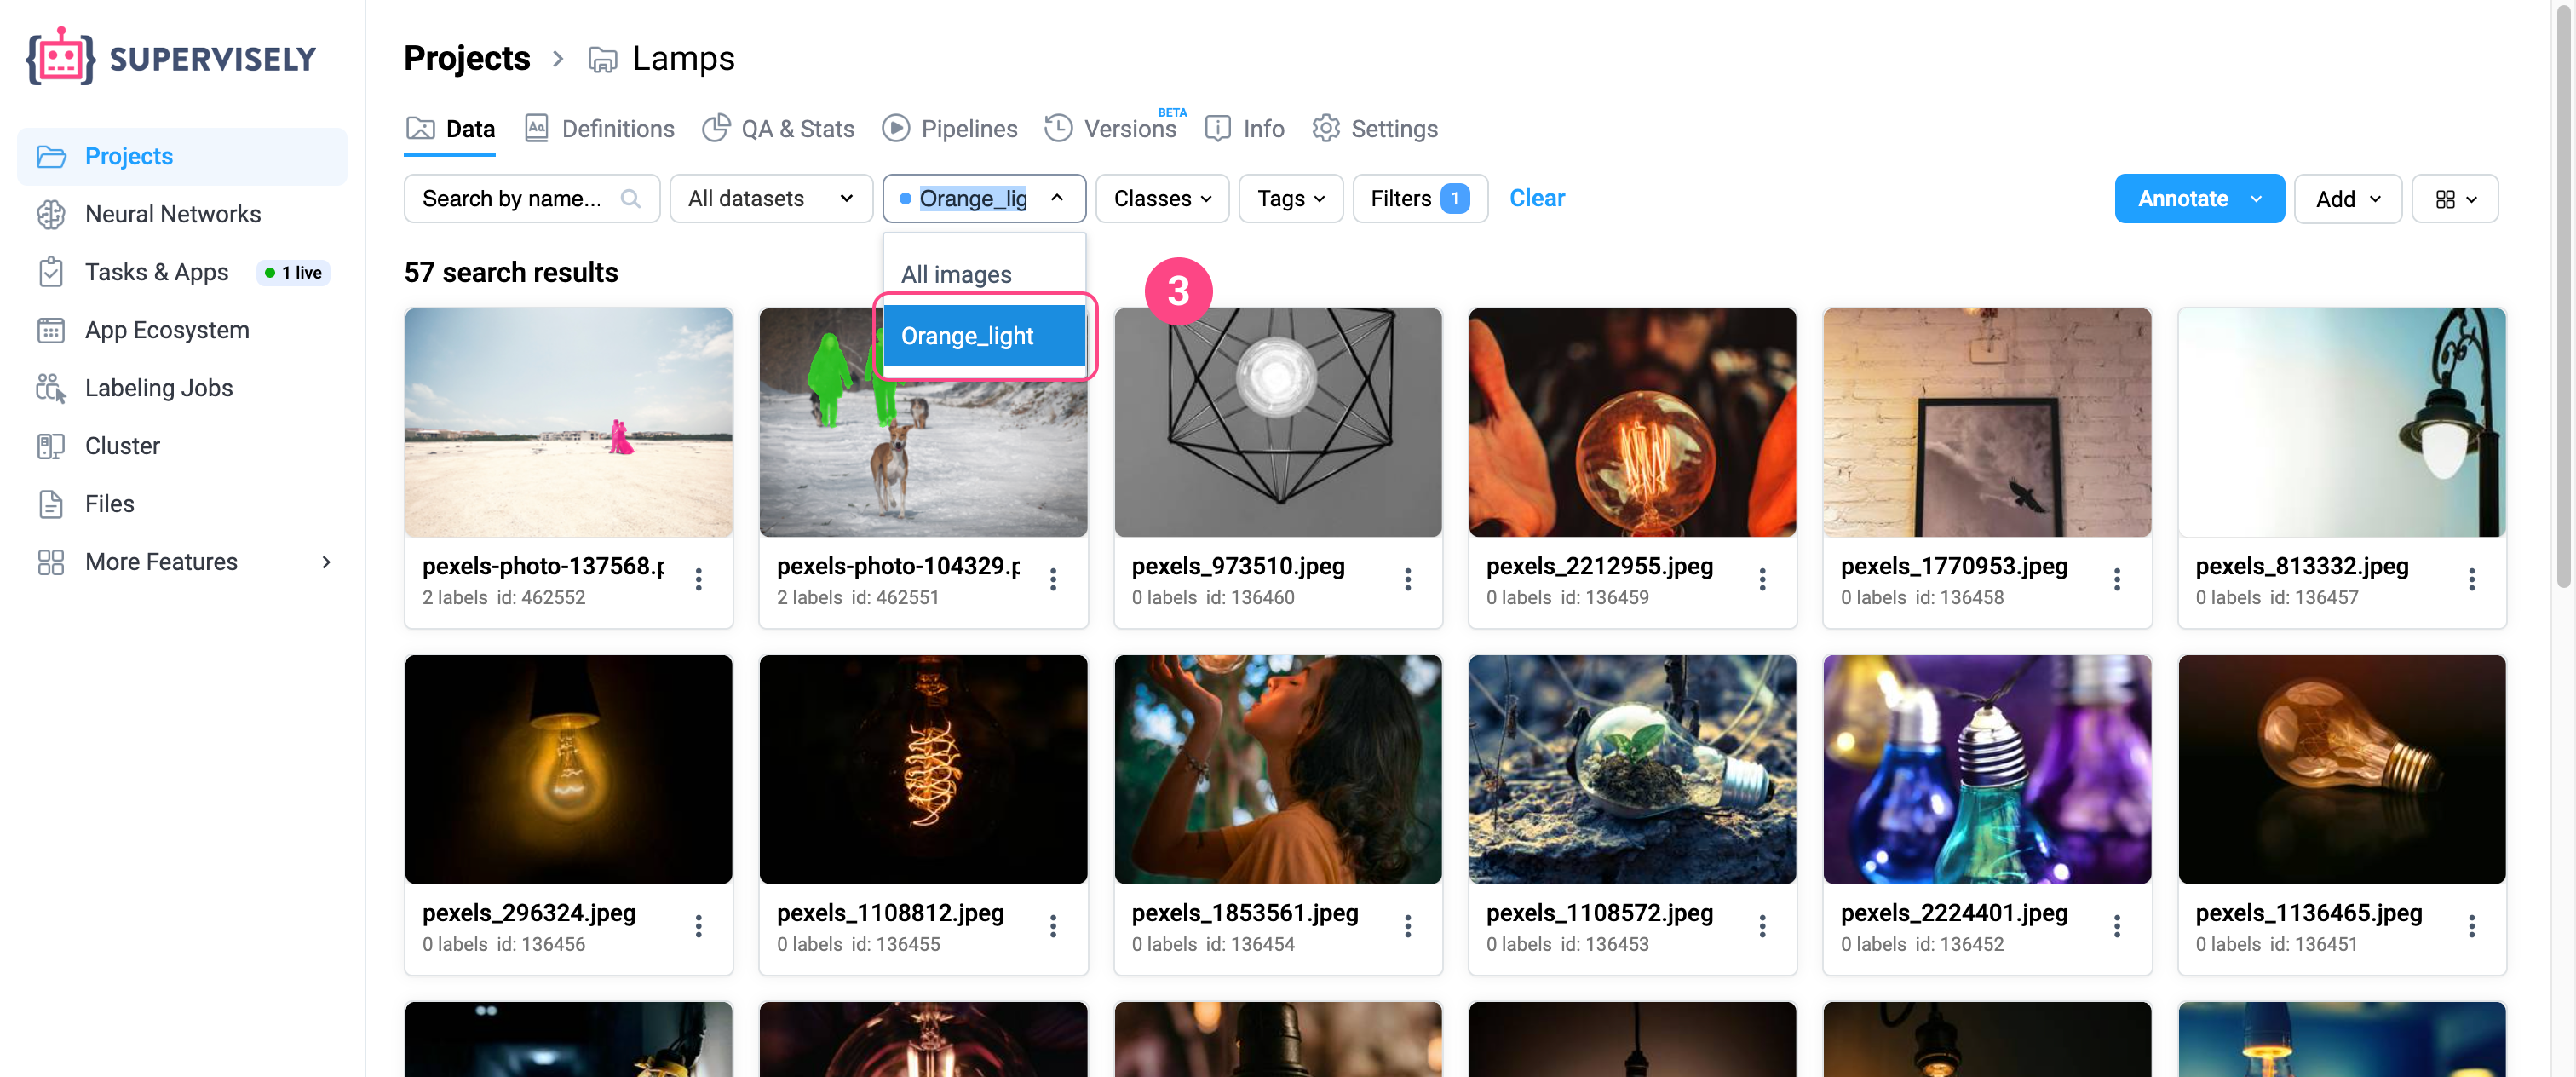 SUPERVISELY
Projects
Neural Networks
Tasks & Apps 1 live
App Ecosystem
Labeling Jobs
Cluster
Files
More Features
Projects > Lamps
Data Definitions QA & Stats Pipelines Versions BETA Info Settings
Search by name... All datasets Orange_lig Classes Tags Filters 1 Clear Annotate Add
57 search results
All images
Orange_light
3
pexels-photo-137568.p
2 labels id: 462552
pexels-photo-104329.p
2 labels id: 462551
pexels_973510.jpeg
0 labels id: 136460
pexels_2212955.jpeg
0 labels id: 136459
pexels_1770953.jpeg
0 labels id: 136458
pexels_813332.jpeg
0 labels id: 136457
pexels_296324.jpeg
0 labels id: 136456
pexels_1108812.jpeg
0 labels id: 136455
pexels_1853561.jpeg
0 labels id: 136454
pexels_1108572.jpeg
0 labels id: 136453
pexels_2224401.jpeg
0 labels id: 136452
pexels_1136465.jpeg
0 labels id: 136451